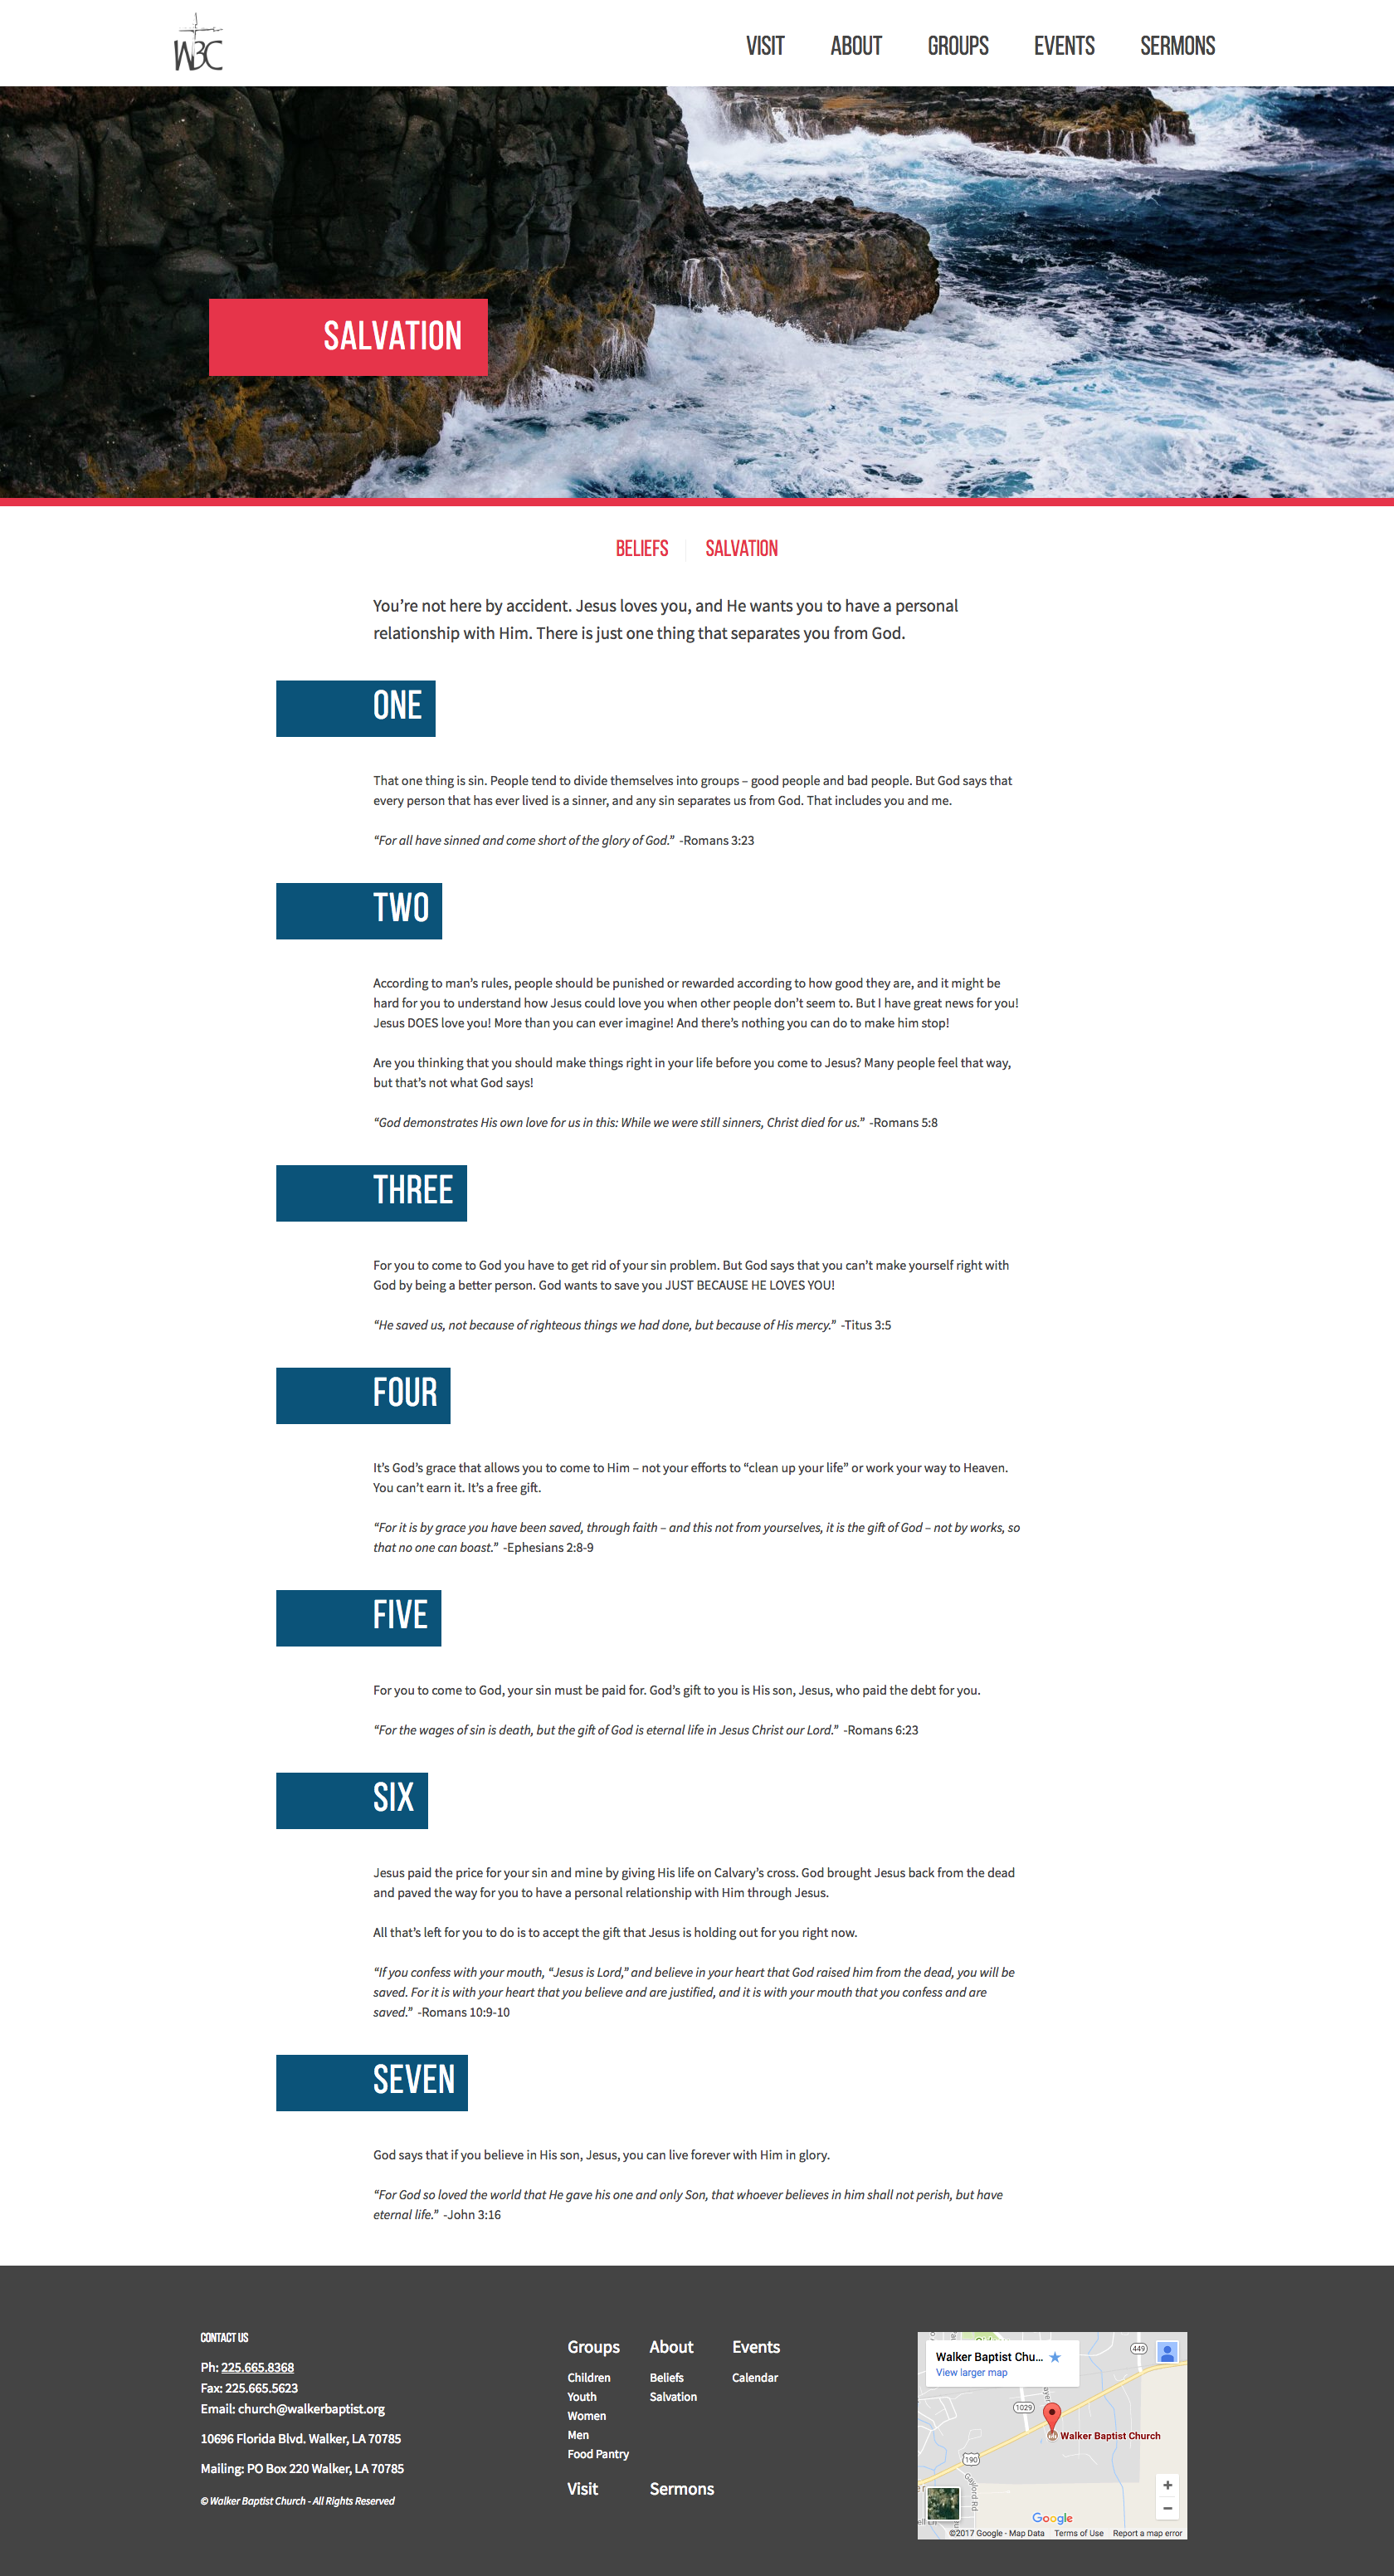 WBC
VISIT ABOUT GROUPS EVENTS SERMONS
SALVATION
BELIEFS SALVATION
You’re not here by accident. Jesus loves you, and He wants you to have a personal
relationship with Him. There is just one thing that separates you from God.
ONE
That one thing is sin. People tend to divide themselves into groups – good people and bad people. But God says that
every person that has ever lived is a sinner, and any sin separates us from God. That includes you and me.
“For all have sinned and come short of the glory of God.” -Romans 3:23
TWO
According to man’s rules, people should be punished or rewarded according to how good they are, and it might be
hard for you to understand how Jesus could love you when other people don’t seem to. But I have great news for you!
Jesus DOES love you! More than you can ever imagine! And there’s nothing you can do to make him stop!
Are you thinking that you should make things right in your life before you come to Jesus? Many people feel that way,
but that’s not what God says!
“God demonstrates His own love for us in this: While we were still sinners, Christ died for us.” -Romans 5:8
THREE
For you to come to God you have to get rid of your sin problem. But God says that you can’t make yourself right with
God by being a better person. God wants to save you JUST BECAUSE HE LOVES YOU!
“He saved us, not because of righteous things we had done, but because of His mercy.” -Titus 3:5
FOUR
It’s God’s grace that allows you to come to Him – not your efforts to “clean up your life” or work your way to Heaven.
You can’t earn it. It’s a free gift.
“For it is by grace you have been saved, through faith – and this not from yourselves, it is the gift of God – not by works, so
that no one can boast.” -Ephesians 2:8-9
FIVE
For you to come to God, your sin must be paid for. God’s gift to you is His son, Jesus, who paid the debt for you.
“For the wages of sin is death, but the gift of God is eternal life in Jesus Christ our Lord.” -Romans 6:23
SIX
Jesus paid the price for your sin and mine by giving His life on Calvary’s cross. God brought Jesus back from the dead
and paved the way for you to have a personal relationship with Him through Jesus.
All that’s left for you to do is to accept the gift that Jesus is holding out for you right now.
“If you confess with your mouth, “Jesus is Lord,” and believe in your heart that God raised him from the dead, you will be
saved. For it is with your heart that you believe and are justified, and it is with your mouth that you confess and are
saved.” -Romans 10:9-10
SEVEN
God says that if you believe in His son, Jesus, you can live forever with Him in glory.
“For God so loved the world that He gave his one and only Son, that whoever believes in him shall not perish, but have
eternal life.” -John 3:16
CONTACT US
Ph: 225.665.8368
Fax: 225.665.5623
Email: church@walkerbaptist.org
10696 Florida Blvd. Walker, LA 70785
Mailing: PO Box 220 Walker, LA 70785
© Walker Baptist Church - All Rights Reserved
Groups
Children
Youth
Women
Men
Food Pantry
Visit
About
Beliefs
Salvation
Sermons
Events
Calendar
Walker Baptist Chu...
View larger map
449
1029
Walker Baptist Church
190
Gaylord Rd
Google
©2017 Google - Map Data Terms of Use Report a map error